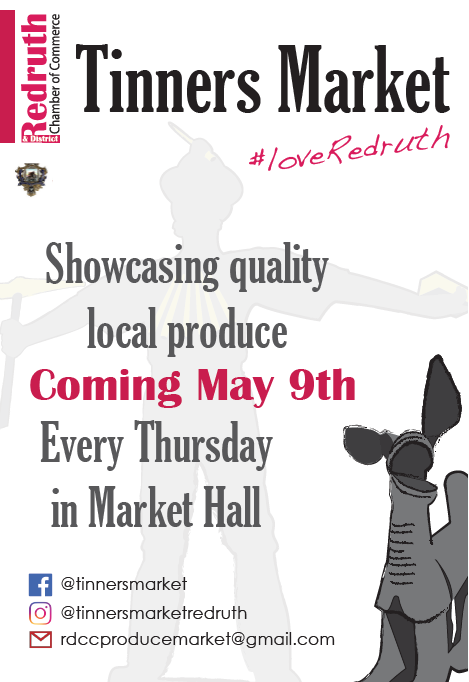 Redruth
& District
Chamber of Commerce
Tinners Market
#loveRedruth
Showcasing quality
local produce
Coming May 9th
Every Thursday
in Market Hall
@tinnersmarket
@tinnersmarketredruth
rdccproducemarket@gmail.com